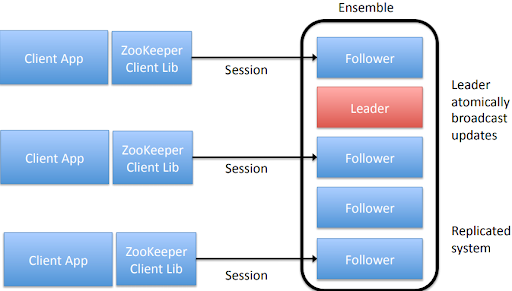 Ensemble
Client App
ZooKeeper
Client Lib
Session
Follower
Leader
Leader
atomically
broadcast
updates
Client App
ZooKeeper
Client Lib
Session
Follower
Follower
Replicated
system
Client App
ZooKeeper
Client Lib
Session
Follower